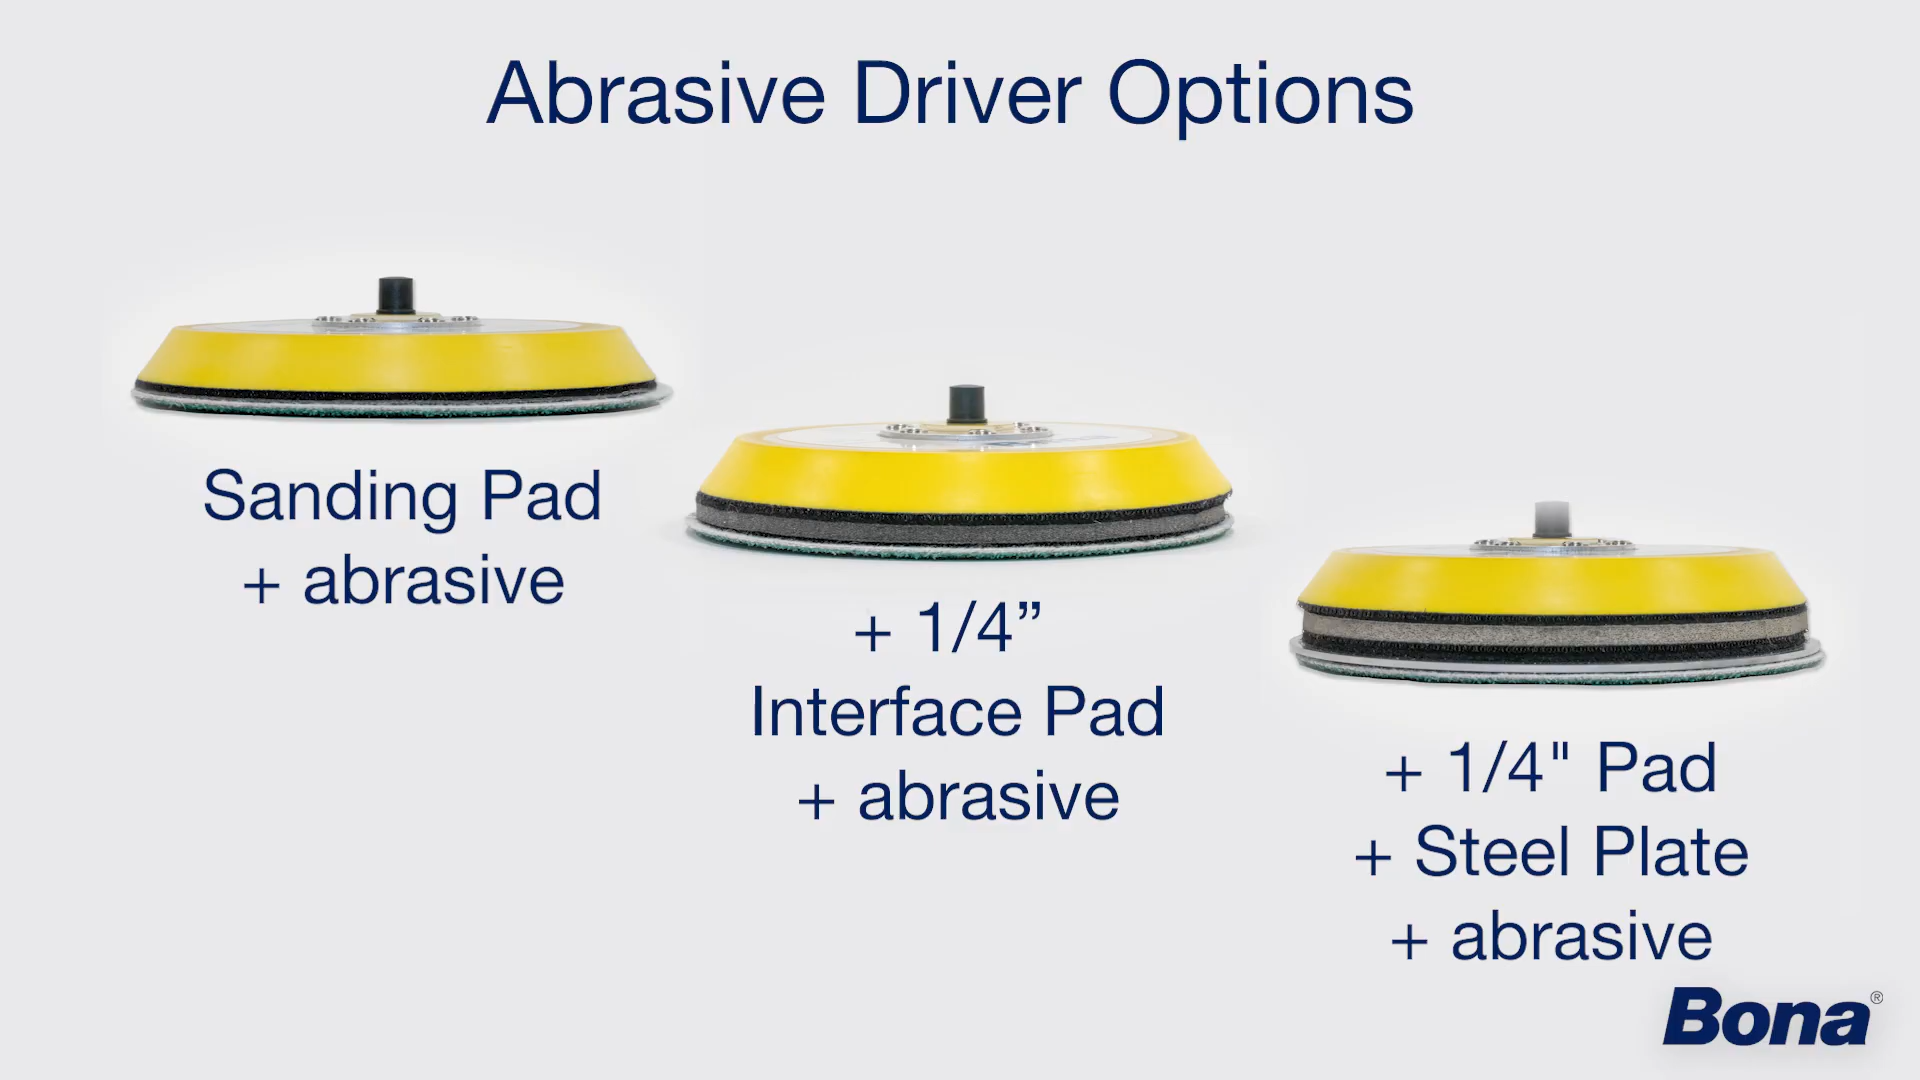 Abrasive Driver Options
Sanding Pad
+ abrasive
+ 1/4”
Interface Pad
+ abrasive
+ 1/4" Pad
+ Steel Plate
+ abrasive
Bona®